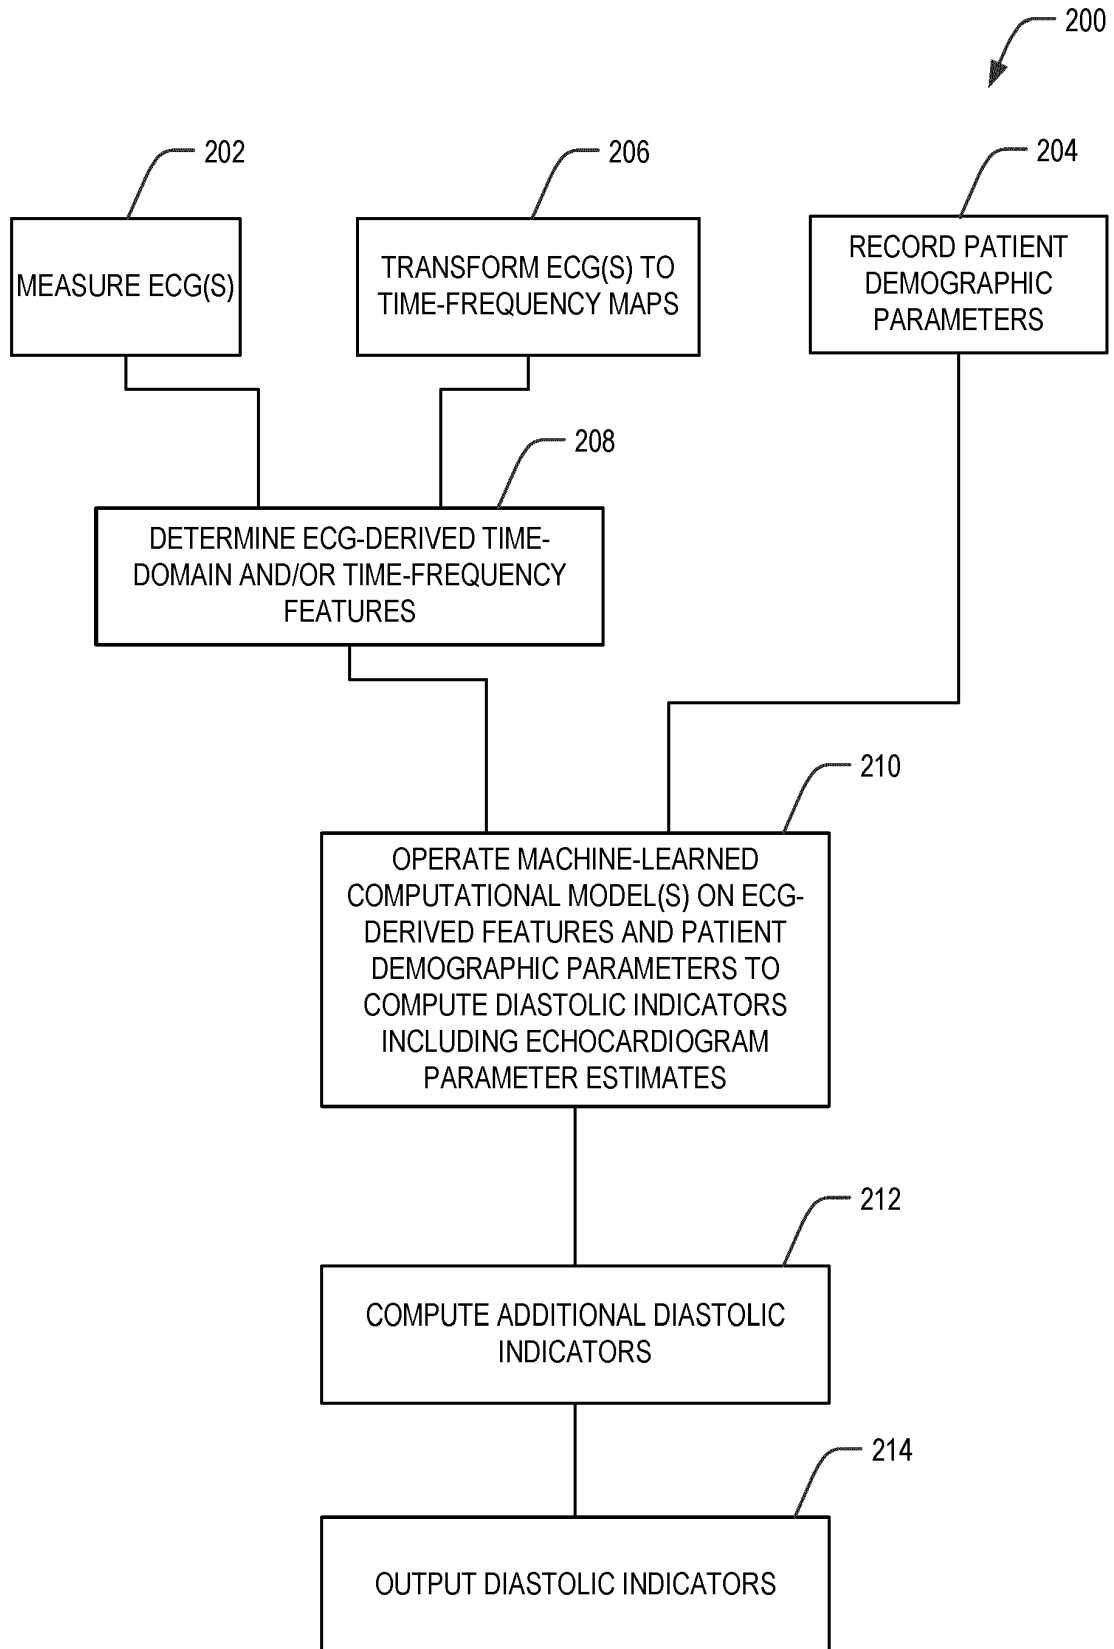 200
202
206
204
MEASURE ECG(S)
TRANSFORM ECG(S) TO
TIME-FREQUENCY MAPS
RECORD PATIENT
DEMOGRAPHIC
PARAMETERS
208
DETERMINE ECG-DERIVED TIME-
DOMAIN AND/OR TIME-FREQUENCY
FEATURES
210
OPERATE MACHINE-LEARNED
COMPUTATIONAL MODEL(S) ON ECG-
DERIVED FEATURES AND PATIENT
DEMOGRAPHIC PARAMETERS TO
COMPUTE DIASTOLIC INDICATORS
INCLUDING ECHOCARDIOGRAM
PARAMETER ESTIMATES
212
COMPUTE ADDITIONAL DIASTOLIC
INDICATORS
214
OUTPUT DIASTOLIC INDICATORS